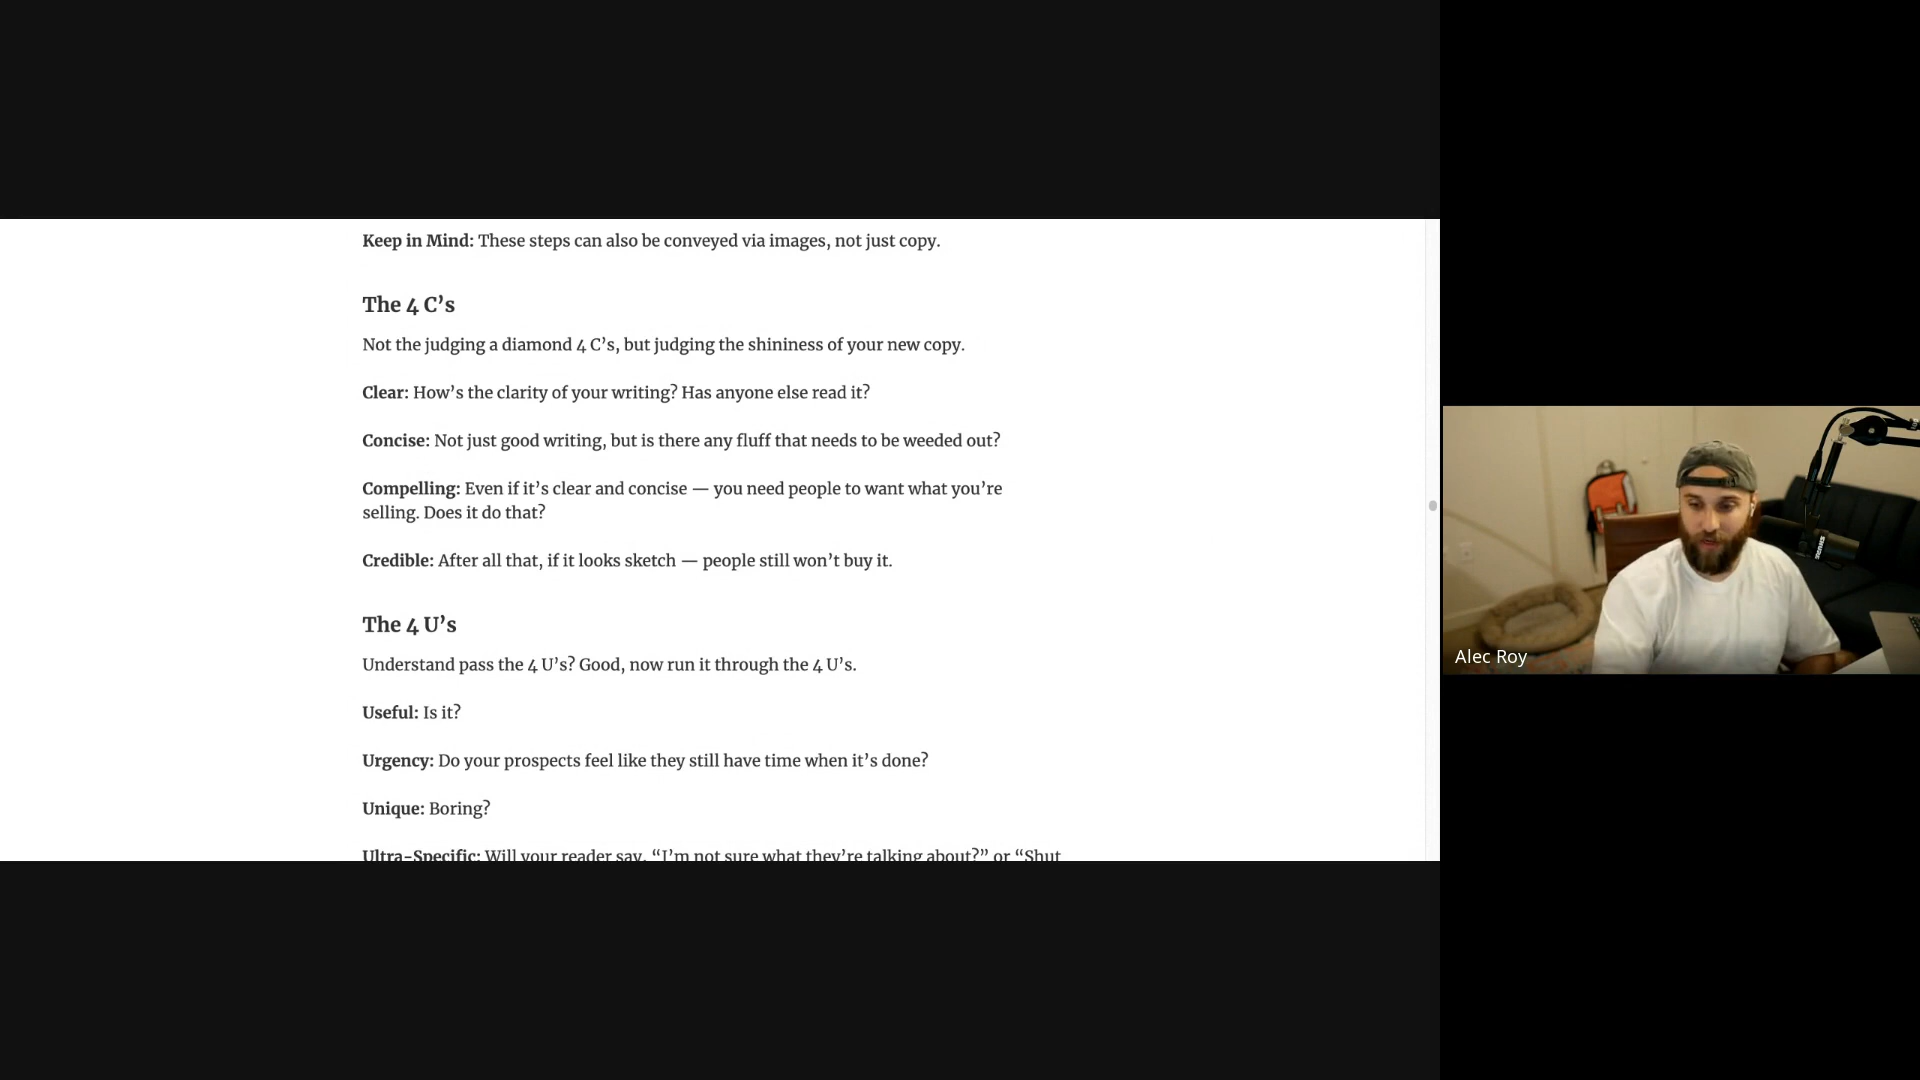 Keep in Mind: These steps can also be conveyed via images, not just copy.
The 4 C’s
Not the judging a diamond 4 C’s, but judging the shininess of your new copy.
Clear: How’s the clarity of your writing? Has anyone else read it?
Concise: Not just good writing, but is there any fluff that needs to be weeded out?
Compelling: Even if it’s clear and concise — you need people to want what you’re
selling. Does it do that?
Credible: After all that, if it looks sketch — people still won’t buy it.
The 4 U’s
Understand pass the 4 U’s? Good, now run it through the 4 U’s.
Useful: Is it?
Urgency: Do your prospects feel like they still have time when it’s done?
Unique: Boring?
Ultra-Specific: Will your reader say, “I’m not sure what they’re talking about?” or “Shut
SHURE
Alec Roy